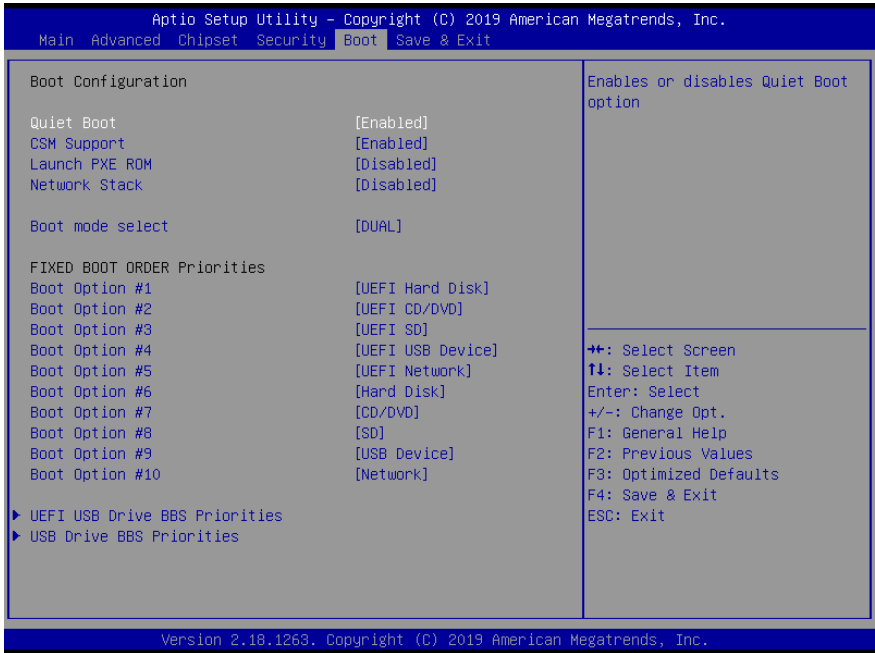 Aptio Setup Utility – Copyright (C) 2019 American Megatrends, Inc.
Main Advanced Chipset Security Boot Save & Exit
Boot Configuration
Quiet Boot [Enabled]
CSM Support [Enabled]
Launch PXE ROM [Disabled]
Network Stack [Disabled]
Boot mode select [DUAL]
FIXED BOOT ORDER Priorities
Boot Option #1 [UEFI Hard Disk]
Boot Option #2 [UEFI CD/DVD]
Boot Option #3 [UEFI SD]
Boot Option #4 [UEFI USB Device]
Boot Option #5 [UEFI Network]
Boot Option #6 [Hard Disk]
Boot Option #7 [CD/DVD]
Boot Option #8 [SD]
Boot Option #9 [USB Device]
Boot Option #10 [Network]
UEFI USB Drive BBS Priorities
USB Drive BBS Priorities
Enables or disables Quiet Boot
option
→←: Select Screen
↑↓: Select Item
Enter: Select
+/-: Change Opt.
F1: General Help
F2: Previous Values
F3: Optimized Defaults
F4: Save & Exit
ESC: Exit
Version 2.18.1263. Copyright (C) 2019 American Megatrends, Inc.